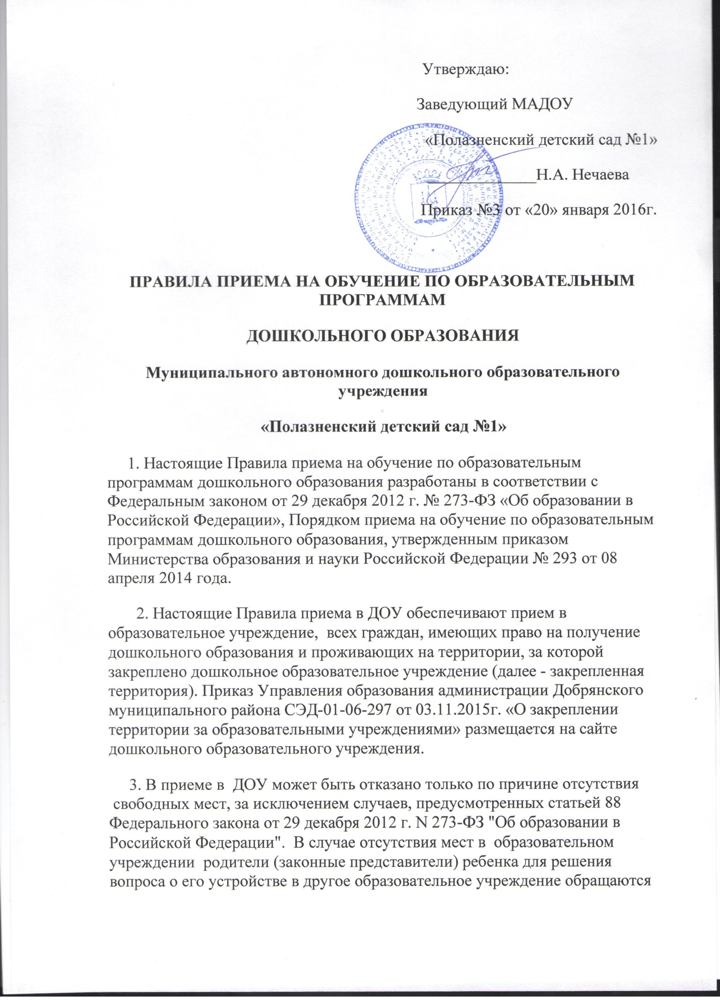 Утверждаю:
Заведующий МАДОУ
«Полазненский детский сад №1»
Н.А. Нечаева
Приказ №3 от «20» января 2016г.
ПРАВИЛА ПРИЕМА НА ОБУЧЕНИЕ ПО ОБРАЗОВАТЕЛЬНЫМ
ПРОГРАММАМ
ДОШКОЛЬНОГО ОБРАЗОВАНИЯ
Муниципального автономного дошкольного образовательного
учреждения
«Полазненский детский сад №1»
1. Настоящие Правила приема на обучение по образовательным
программам дошкольного образования разработаны в соответствии с
Федеральным законом от 29 декабря 2012 г. № 273-ФЗ «Об образовании в
Российской Федерации», Порядком приема на обучение по образовательным
программам дошкольного образования, утвержденным приказом
Министерства образования и науки Российской Федерации № 293 от 08
апреля 2014 года.
2. Настоящие Правила приема в ДОУ обеспечивают прием в
образовательное учреждение, всех граждан, имеющих право на получение
дошкольного образования и проживающих на территории, за которой
закреплено дошкольное образовательное учреждение (далее - закрепленная
территория). Приказ Управления образования администрации Добрянского
муниципального района СЭД-01-06-297 от 03.11.2015г. «О закреплении
территории за образовательными учреждениями» размещается на сайте
дошкольного образовательного учреждения.
3. В приеме в ДОУ может быть отказано только по причине отсутствия
свободных мест, за исключением случаев, предусмотренных статьей 88
Федерального закона от 29 декабря 2012 г. N 273-ФЗ "Об образовании в
Российской Федерации". В случае отсутствия мест в образовательном
учреждении родители (законные представители) ребенка для решения
вопроса о его устройстве в другое образовательное учреждение обращаются